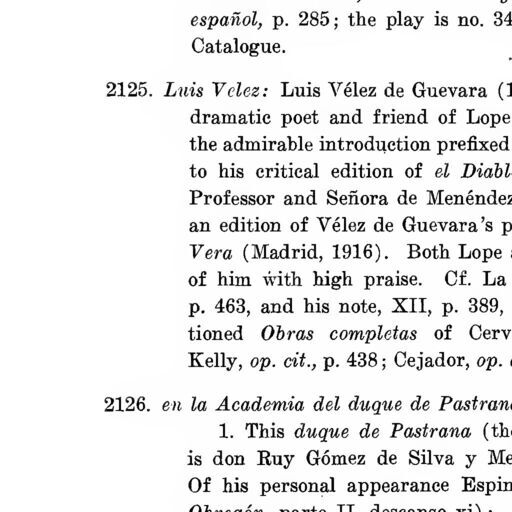 español, p. 285; the play is no. 34
Catalogue.
2125. Luis Velez: Luis Vélez de Guevara (1
dramatic poet and friend of Lope
the admirable introduction prefixed
to his critical edition of el Diabl
Professor and Señora de Menéndez
an edition of Vélez de Guevara's p
Vera (Madrid, 1916). Both Lope
of him with high praise. Cf. La
p. 463, and his note, XII, p. 389,
tioned Obras completas of Cerv
Kelly, op. cit., p. 438; Cejador, op.
2126. en la Academia del duque de Pastrana
1. This duque de Pastrana (the
is don Ruy Gómez de Silva y Me
Of his personal appearance Espin
Obregón, parte II, descanso xi):